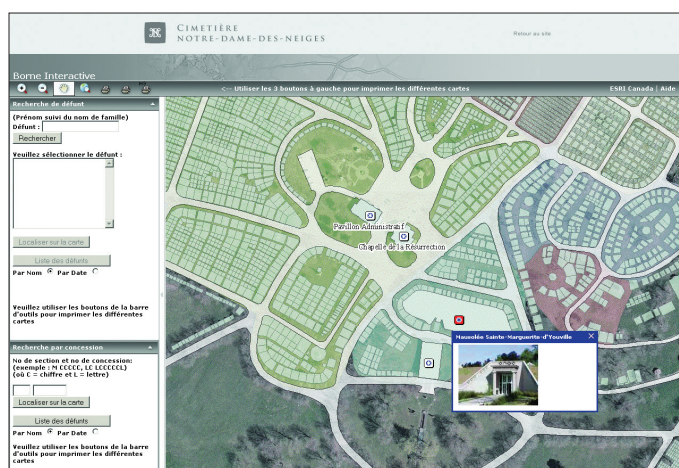 CIMETIÈRE
NOTRE-DAME-DES-NEIGES
Retour au site
Borne Interactive
<-- Utiliser les 3 boutons à gauche pour imprimer les différentes cartes
ESRI Canada | Aide
Recherche de défunt
(Prénom suivi du nom de famille)
Défunt :
Rechercher
Veuillez sélectionner le défunt :
Localiser sur la carte
Liste des défunts
Par Nom Par Date
Veuillez utiliser les boutons de la barre
d'outils pour imprimer les différentes
cartes
Recherche par concession
No de section et no de concession:
(exemple : M CCCCC, LC LCCCCCL)
(où C = chiffre et L = lettre)
Localiser sur la carte
Liste des défunts
Par Nom Par Date
Veuillez utiliser les boutons de la barre
d'outils pour imprimer les différentes
cartes
Pavillon Administratif
Chapelle de la Résurrection
Mausolée Sainte-Marguerite-d'Youville